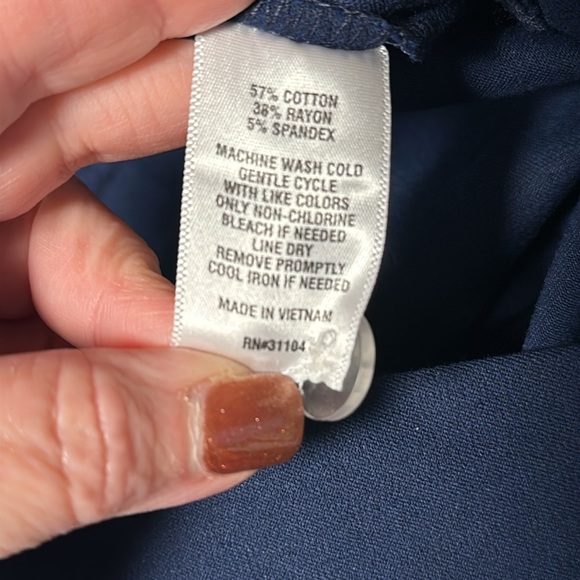 57% COTTON
38% RAYON
5% SPANDEX
MACHINE WASH COLD
GENTLE CYCLE
WITH LIKE COLORS
ONLY NON-CHLORINE
BLEACH IF NEEDED
LINE DRY
REMOVE PROMPTLY
COOL IRON IF NEEDED
MADE IN VIETNAM
RN#31104